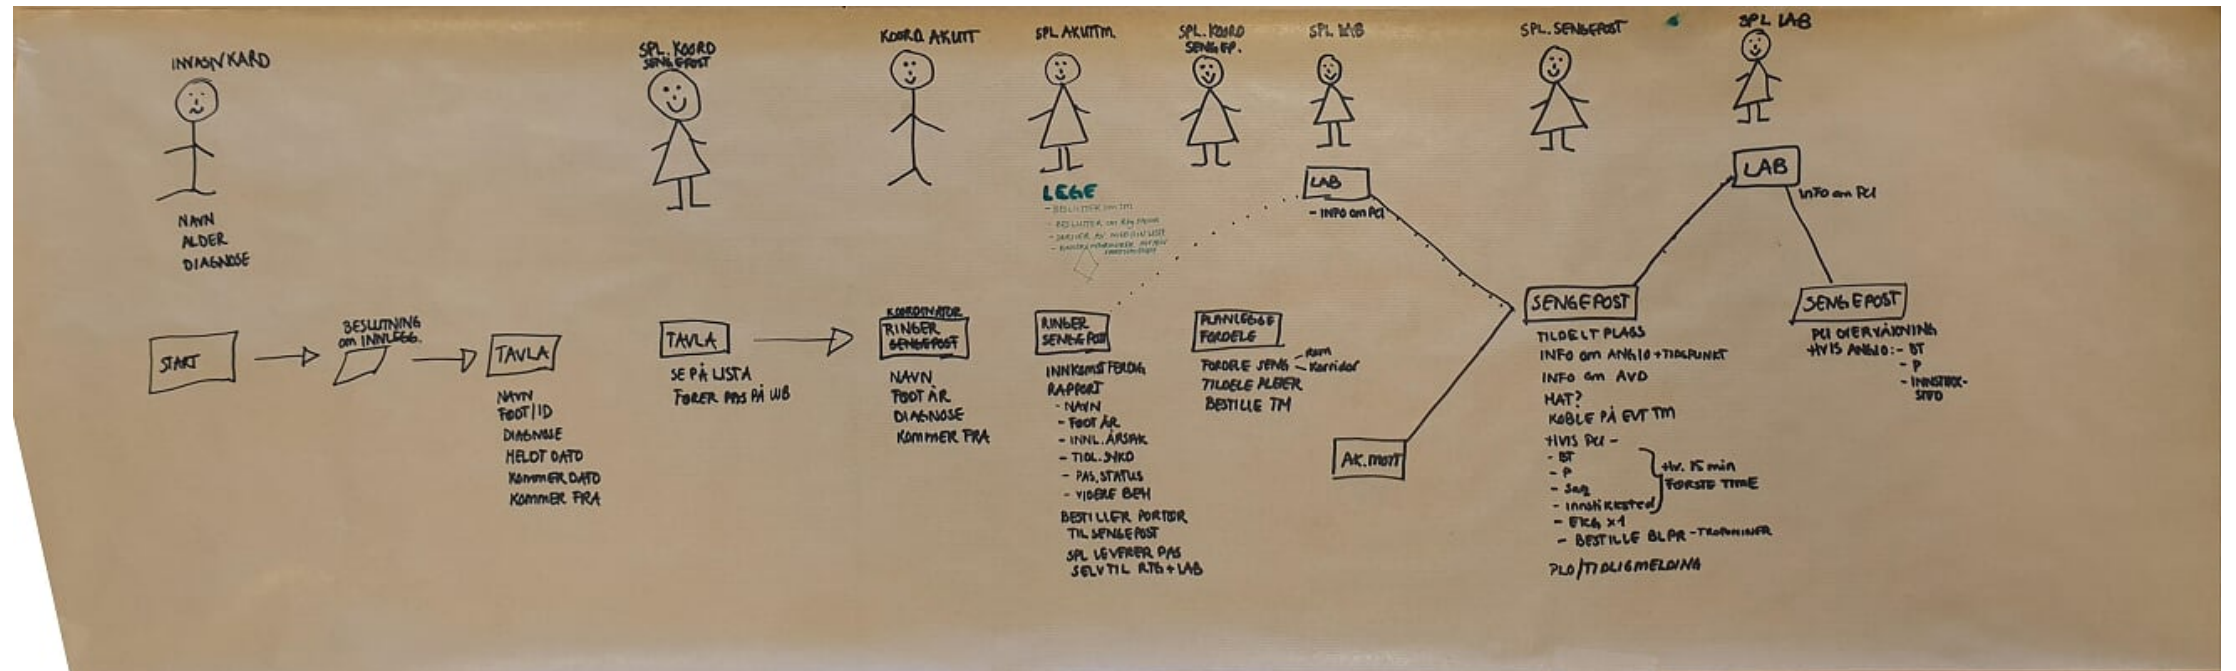 INVASIV KARD
NAVN
ALDER
DIAGNOSE
START
BESLUTNING
om INNLEGG.
TAVLA
NAVN
FØDT/ID
DIAGNOSE
MELDT DATO
KOMMER DATO
KOMMER FRA
SPL. KOORD
SENGEPOST
TAVLA
SE PÅ LISTA
FØRER PAS PÅ WB
KOORD AKUTT
KOORDINATOR
RINGER
SENGEPOST
NAVN
FØDT ÅR
DIAGNOSE
KOMMER FRA
SPL AKUTTM.
LEGE
- BESLUTTER om TM
RINGER
SENGEPOST
INNKOMST FERDIG
RAPPORT
- NAVN
- FØDT ÅR
- INNL. ÅRSAK
- TIDL. SYKD
- PAS. STATUS
- VIDERE BEH
BESTILLER PORTØR
TIL SENGEPOST
SPL LEVERER PAS
SELV TIL RTG + LAB
SPL. KOORD
SENGEP.
PLANLEGGE
FORDELE
FORDELE SENG - rom
- Korridor
TILDELE PLEIER
BESTILLE TM
SPL LAB
LAB
- INFO om PCI
AK. MOTT
SPL. SENGEPOST
SENGEPOST
TILDELT PLASS
INFO om ANGIO + TIDSPUNKT
INFO om AVD
MAT?
KOBLE PÅ EVT TM
HVIS PCI -
- BT
- P
- innstikksted
Hv. 15 min
FØRSTE TIME
- EKG x1
- BESTILLE BLPR - TROPONINER
PLO/TIDLIGMELDING
SPL LAB
LAB
INFO om PCI
SENGEPOST
PCI OVERVÅKNING
HVIS ANGIO: - BT
- P
- INNSTIKK-
STED